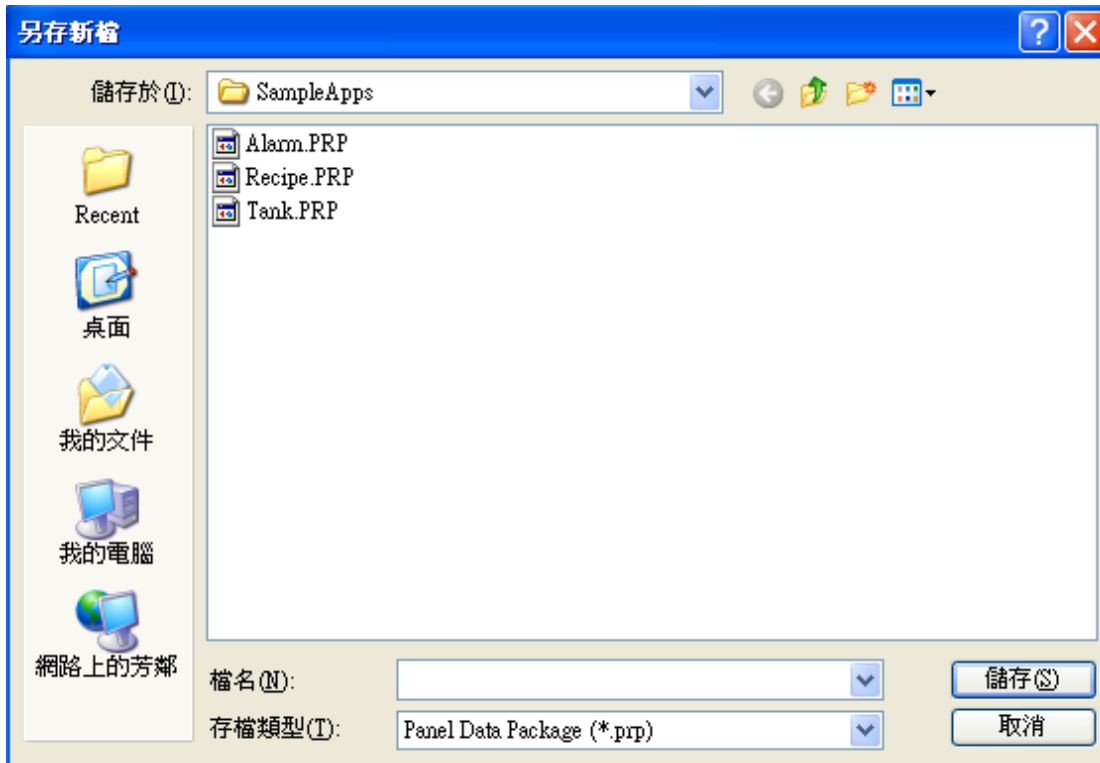 另存新檔
儲存於(I):
SampleApps
Alarm.PRP
Recipe.PRP
Tank.PRP
Recent
桌面
我的文件
我的電腦
網路上的芳鄰
檔名(N):
儲存(S)
存檔類型(T):
Panel Data Package (*.prp)
取消